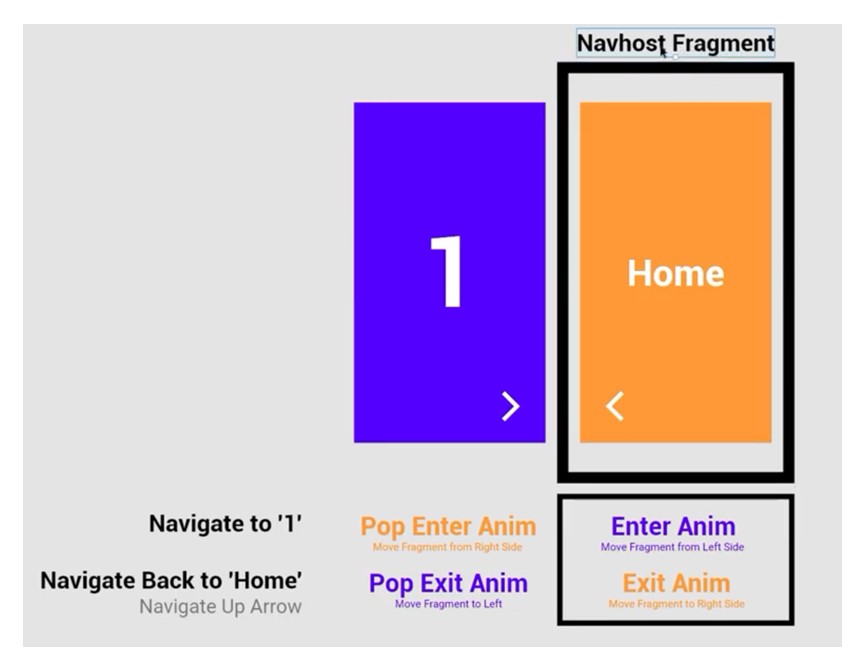 Navhost Fragment
1
Home
Navigate to '1'
Pop Enter Anim
Move Fragment from Right Side
Enter Anim
Move Fragment from Left Side
Navigate Back to 'Home'
Navigate Up Arrow
Pop Exit Anim
Move Fragment to Left
Exit Anim
Move Fragment to Right Side